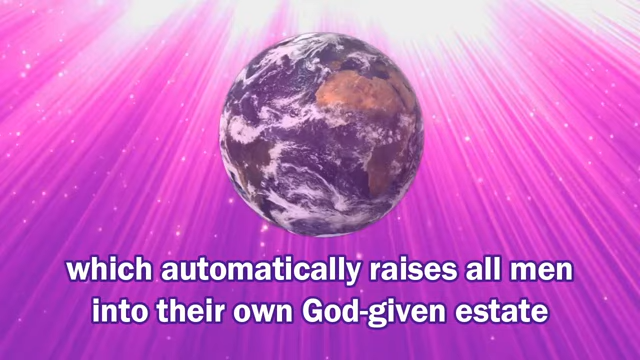 which automatically raises all men
into their own God-given estate